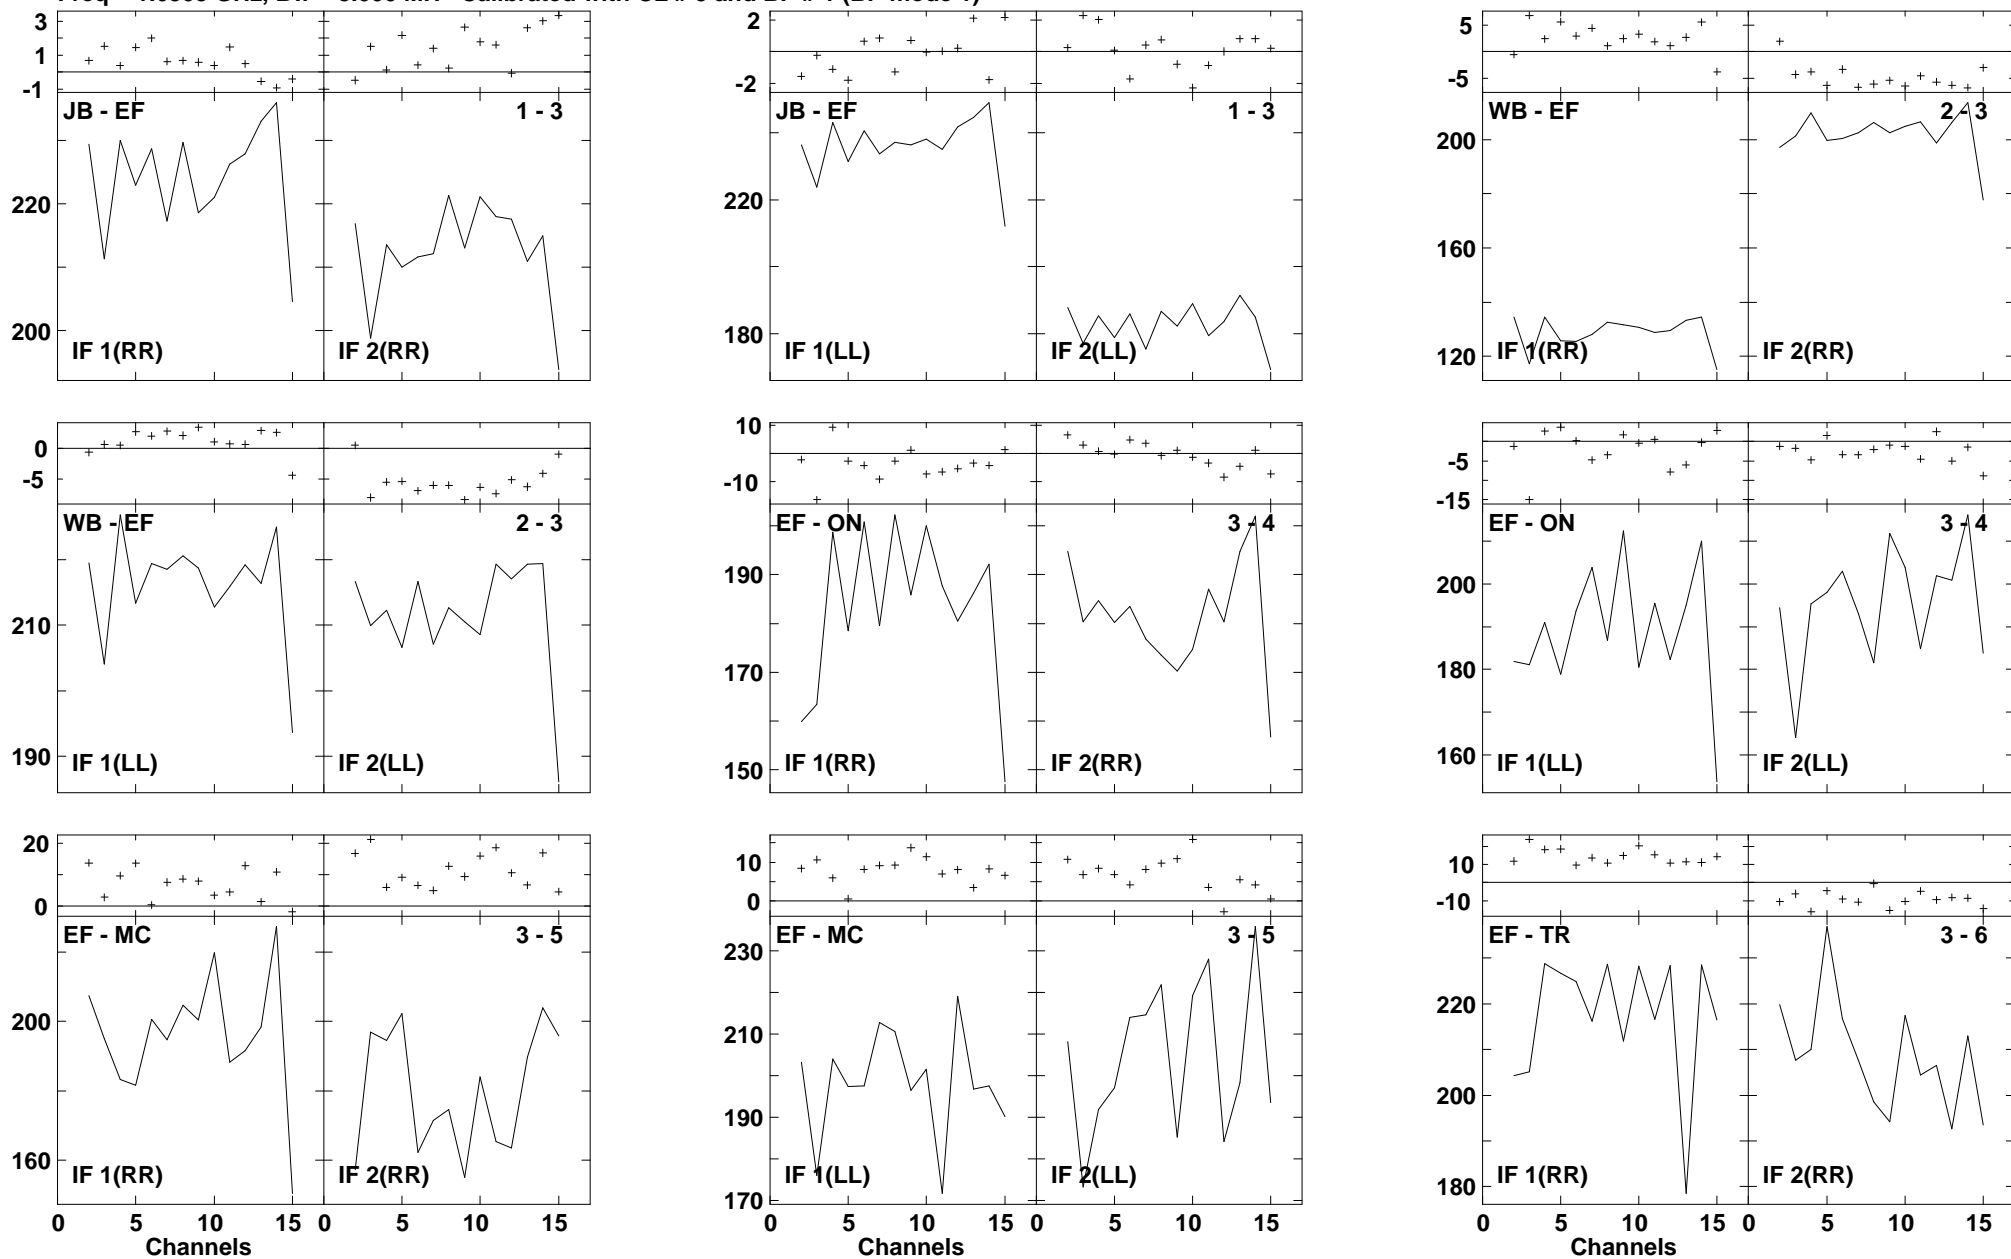 3 1 -1 JB - EF 1 - 3 220 200 IF 1(RR) IF 2(RR)
2 -2 JB - EF 1 - 3 220 180 IF 1(LL) IF 2(LL)
5 -5 WB - EF 2 - 3 200 160 120 IF 1(RR) IF 2(RR)
0 -5 WB - EF 2 - 3 210 190 IF 1(LL) IF 2(LL)
10 -10 EF - ON 3 - 4 190 170 150 IF 1(RR) IF 2(RR)
-5 -15 EF - ON 3 - 4 200 180 160 IF 1(LL) IF 2(LL)
20 0 EF - MC 3 - 5 200 160 IF 1(RR) IF 2(RR)
0 5 10 15 0 5 10 15
Channels
10 0 EF - MC 3 - 5 230 210 190 170 IF 1(LL) IF 2(LL)
0 5 10 15 0 5 10 15
Channels
10 -10 EF - TR 3 - 6 220 200 180 IF 1(RR) IF 2(RR)
0 5 10 15 5 10 15
Channels